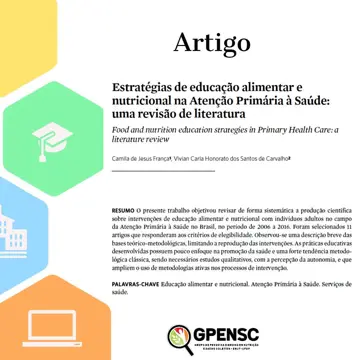 Artigo
Estratégias de educação alimentar e
nutricional na Atenção Primária à Saúde:
uma revisão de literatura
Food and nutrition education strategies in Primary Health Care: a
literature review
Camila de Jesus França¹, Vivian Carla Honorato dos Santos de Carvalho²
RESUMO O presente trabalho objetivou revisar de forma sistemática a produção científica
sobre intervenções de educação alimentar e nutricional com indivíduos adultos no campo
da Atenção Primária à Saúde no Brasil, no período de 2006 a 2016. Foram selecionados 11
artigos que responderam aos critérios de elegibilidade. Observou-se uma descrição breve das
bases teórico-metodológicas, limitando a reprodução das intervenções. As práticas educativas
desenvolvidas possuem pouco enfoque na promoção da saúde e uma forte tendência metodo-
lógica clássica, sendo necessários estudos qualitativos, com a percepção da autonomia, e que
ampliem o uso de metodologias ativas nos processos de intervenção.
PALAVRAS-CHAVE Educação alimentar e nutricional. Atenção Primária à Saúde. Serviços de
saúde.
GPENSC